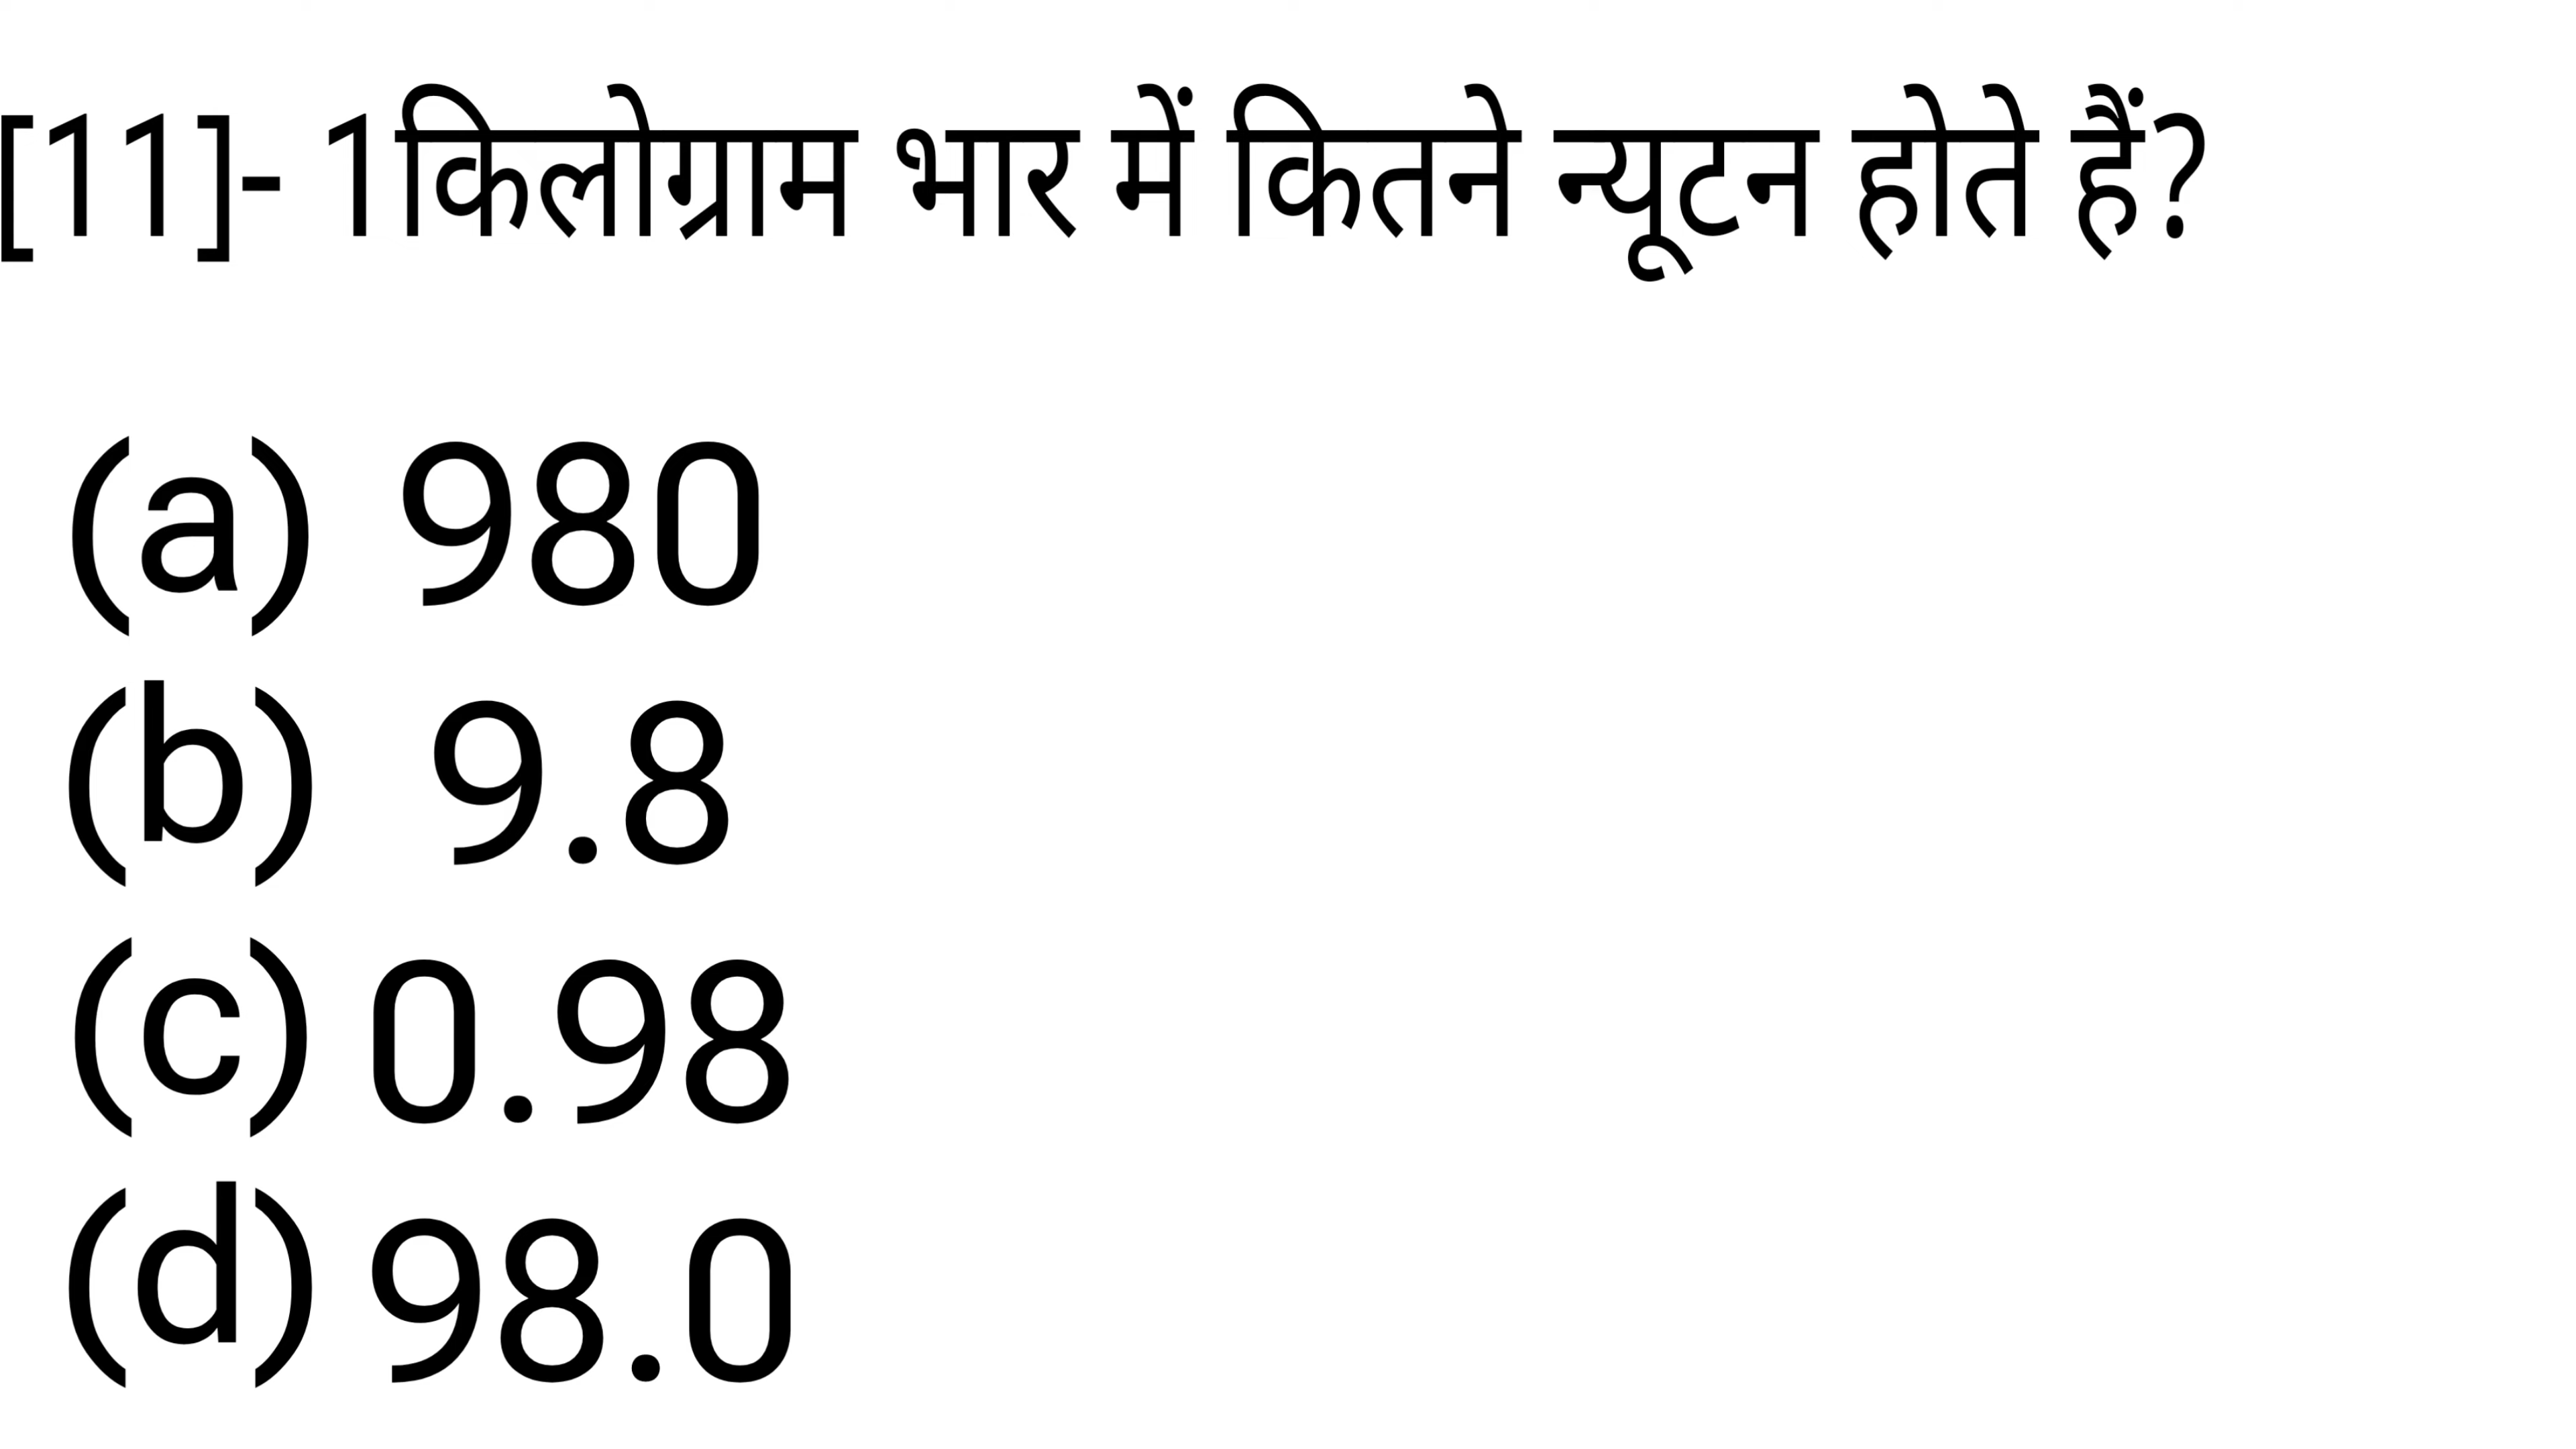 [11]- 1किलोग्राम भार में कितने न्यूटन होते हैं?
(a) 980
(b) 9.8
(c) 0.98
(d) 98.0